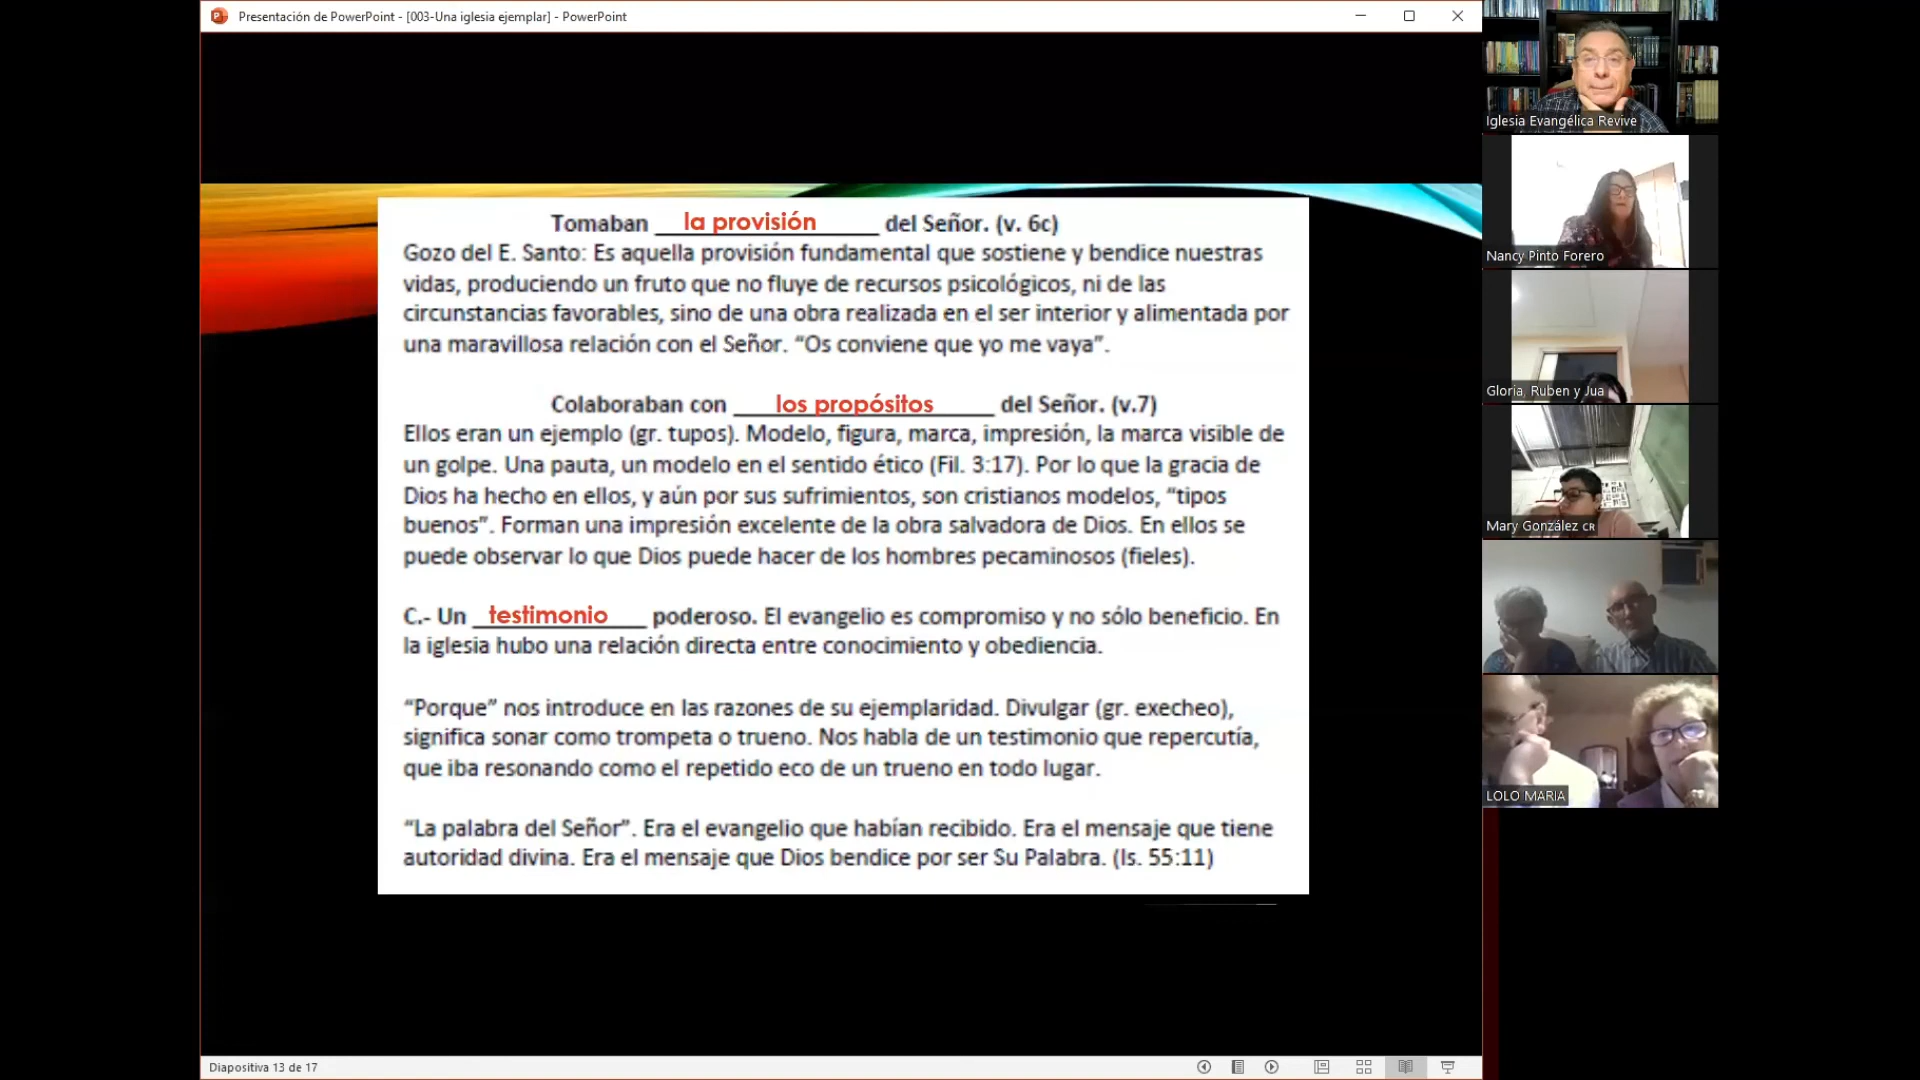 Presentación de PowerPoint - [003-Una iglesia ejemplar] - PowerPoint
Tomaban la provisión del Señor. (v. 6c)
Gozo del E. Santo: Es aquella provisión fundamental que sostiene y bendice nuestras
vidas, produciendo un fruto que no fluye de recursos psicológicos, ni de las
circunstancias favorables, sino de una obra realizada en el ser interior y alimentada por
una maravillosa relación con el Señor. “Os conviene que yo me vaya”.
Colaboraban con los propósitos del Señor. (v.7)
Ellos eran un ejemplo (gr. tupos). Modelo, figura, marca, impresión, la marca visible de
un golpe. Una pauta, un modelo en el sentido ético (Fil. 3:17). Por lo que la gracia de
Dios ha hecho en ellos, y aún por sus sufrimientos, son cristianos modelos, “tipos
buenos”. Forman una impresión excelente de la obra salvadora de Dios. En ellos se
puede observar lo que Dios puede hacer de los hombres pecaminosos (fieles).
C.- Un testimonio poderoso. El evangelio es compromiso y no sólo beneficio. En
la iglesia hubo una relación directa entre conocimiento y obediencia.
“Porque” nos introduce en las razones de su ejemplaridad. Divulgar (gr. execheo),
significa sonar como trompeta o trueno. Nos habla de un testimonio que repercutía,
que iba resonando como el repetido eco de un trueno en todo lugar.
“La palabra del Señor”. Era el evangelio que habían recibido. Era el mensaje que tiene
autoridad divina. Era el mensaje que Dios bendice por ser Su Palabra. (Is. 55:11)
Diapositiva 13 de 17
Iglesia Evangélica Revive
Nancy Pinto Forero
Gloria, Ruben y Jua
Mary González CR
LOLO MARIA